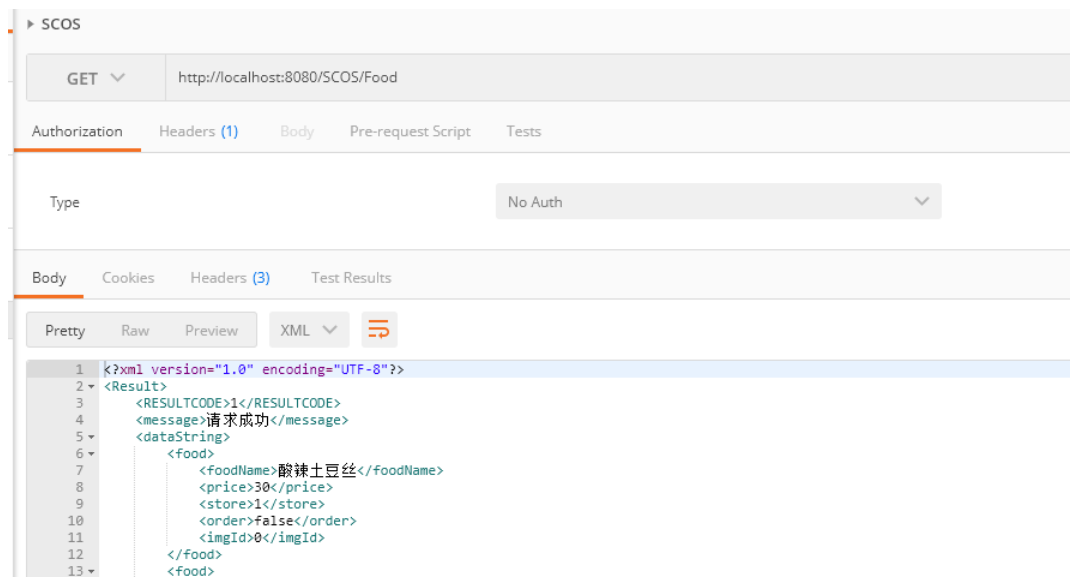 SCOS
GET http://localhost:8080/SCOS/Food
Authorization Headers (1) Body Pre-request Script Tests
Type No Auth
Body Cookies Headers (3) Test Results
Pretty Raw Preview XML
1 <?xml version="1.0" encoding="UTF-8"?>
2 <Result>
3 <RESULTCODE>1</RESULTCODE>
4 <message>请求成功</message>
5 <dataString>
6 <food>
7 <foodName>酸辣土豆丝</foodName>
8 <price>30</price>
9 <store>1</store>
10 <order>false</order>
11 <imgId>0</imgId>
12 </food>
13 <food>